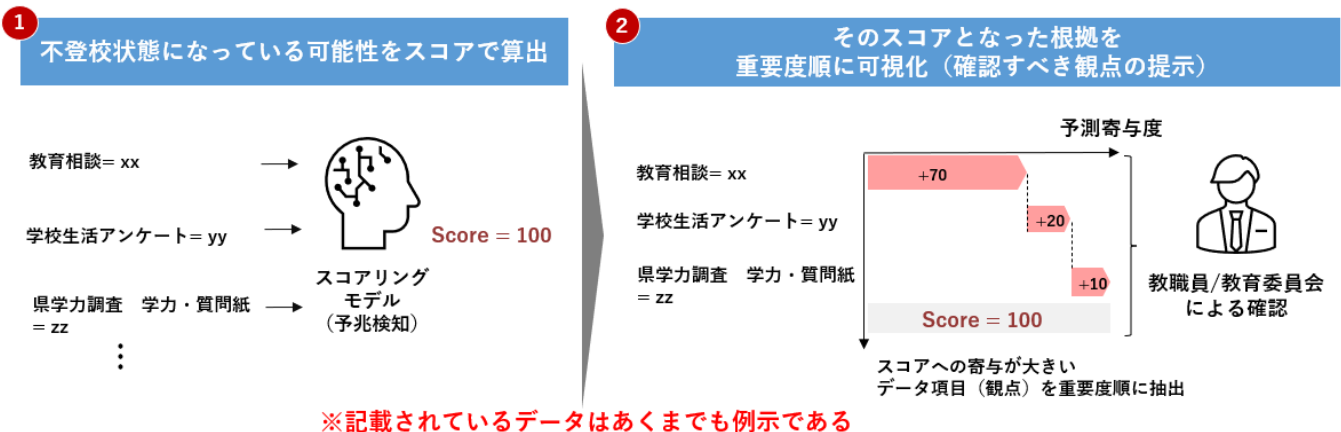 1
不登校状態になっている可能性をスコアで算出
教育相談= xx
学校生活アンケート= yy
県学力調査　学力・質問紙
= zz
⋮
Score = 100
スコアリング
モデル
（予兆検知）
2
そのスコアとなった根拠を
重要度順に可視化（確認すべき観点の提示）
予測寄与度
教育相談= xx
+70
学校生活アンケート= yy
+20
県学力調査　学力・質問紙
= zz
+10
Score = 100
教職員/教育委員会
による確認
スコアへの寄与が大きい
データ項目（観点）を重要度順に抽出
※記載されているデータはあくまでも例示である